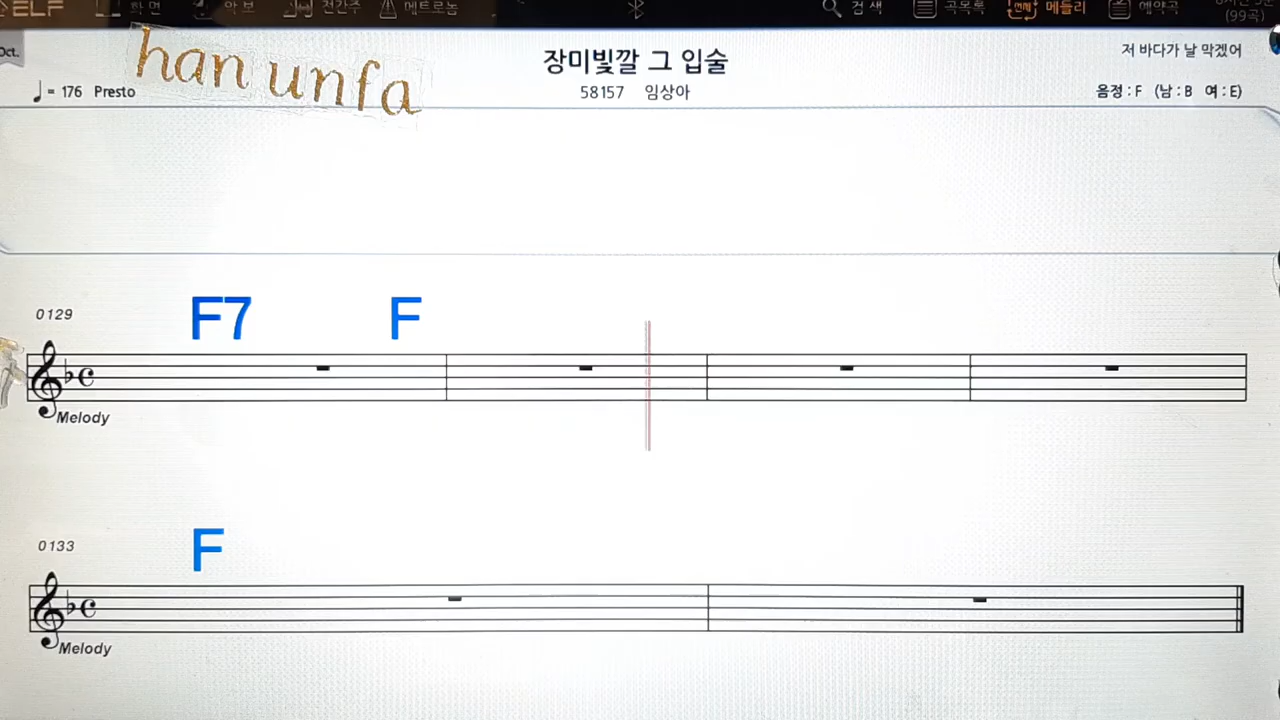 ELF 화면 악보 전간주 메트로놈 검색 곡목록 메들리 예약곡
(99곡)
Oct.
han unfa
장미빛깔 그 입술
저 바다가 날 막겠어
♩= 176 Presto
58157 임상아
음정 : F (남 : B 여 : E)
0129 F7 F
Melody
0133 F
Melody